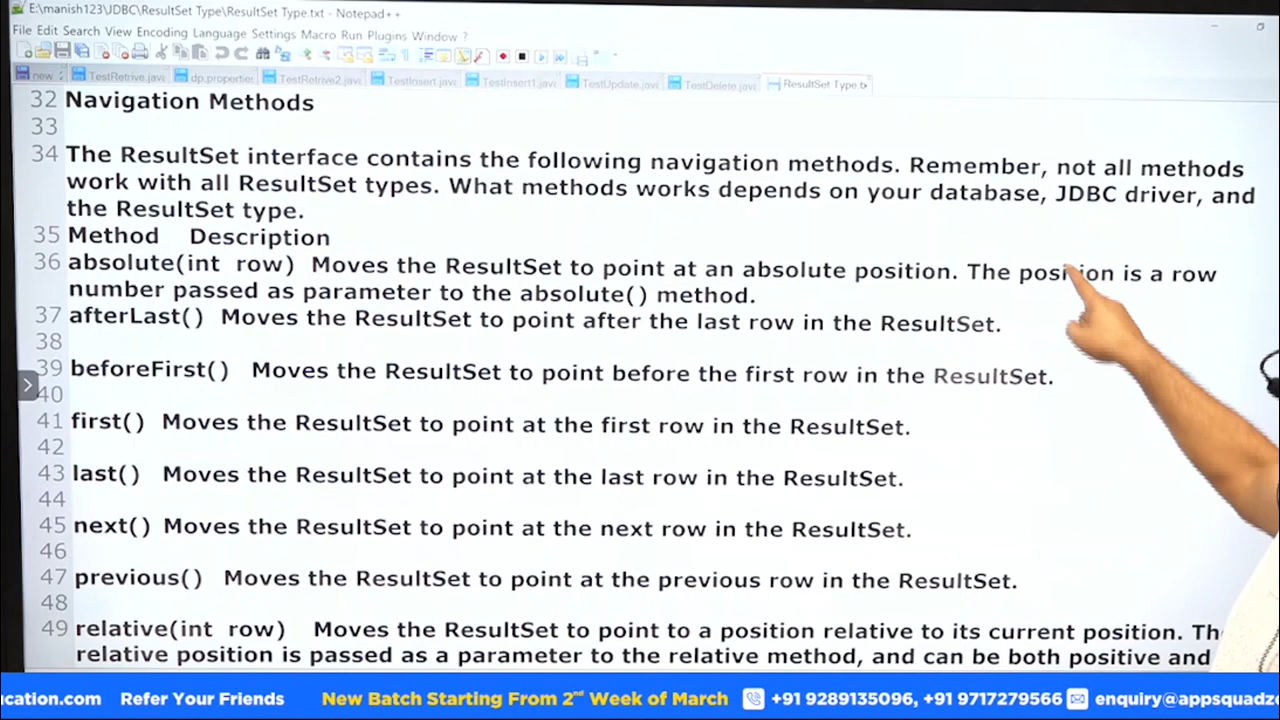 E:\manish123\JDBC\ResultSet Type\ResultSet Type.txt - Notepad++
File Edit Search View Encoding Language Settings Macro Run Plugins Window ?
new TestRetrive.java dp.properties TestRetrive2.java TestInsert.java TestInsert1.java TestUpdate.java TestDelete.java ResultSet Type.tx
32 Navigation Methods
33
34 The ResultSet interface contains the following navigation methods. Remember, not all methods
work with all ResultSet types. What methods works depends on your database, JDBC driver, and
the ResultSet type.
35 Method Description
36 absolute(int row) Moves the ResultSet to point at an absolute position. The position is a row
number passed as parameter to the absolute() method.
37 afterLast() Moves the ResultSet to point after the last row in the ResultSet.
38
39 beforeFirst() Moves the ResultSet to point before the first row in the ResultSet.
40
41 first() Moves the ResultSet to point at the first row in the ResultSet.
42
43 last() Moves the ResultSet to point at the last row in the ResultSet.
44
45 next() Moves the ResultSet to point at the next row in the ResultSet.
46
47 previous() Moves the ResultSet to point at the previous row in the ResultSet.
48
49 relative(int row) Moves the ResultSet to point to a position relative to its current position. Th
relative position is passed as a parameter to the relative method, and can be both positive and
ucation.com Refer Your Friends New Batch Starting From 2nd Week of March +91 9289135096, +91 9717279566 enquiry@appsquadz